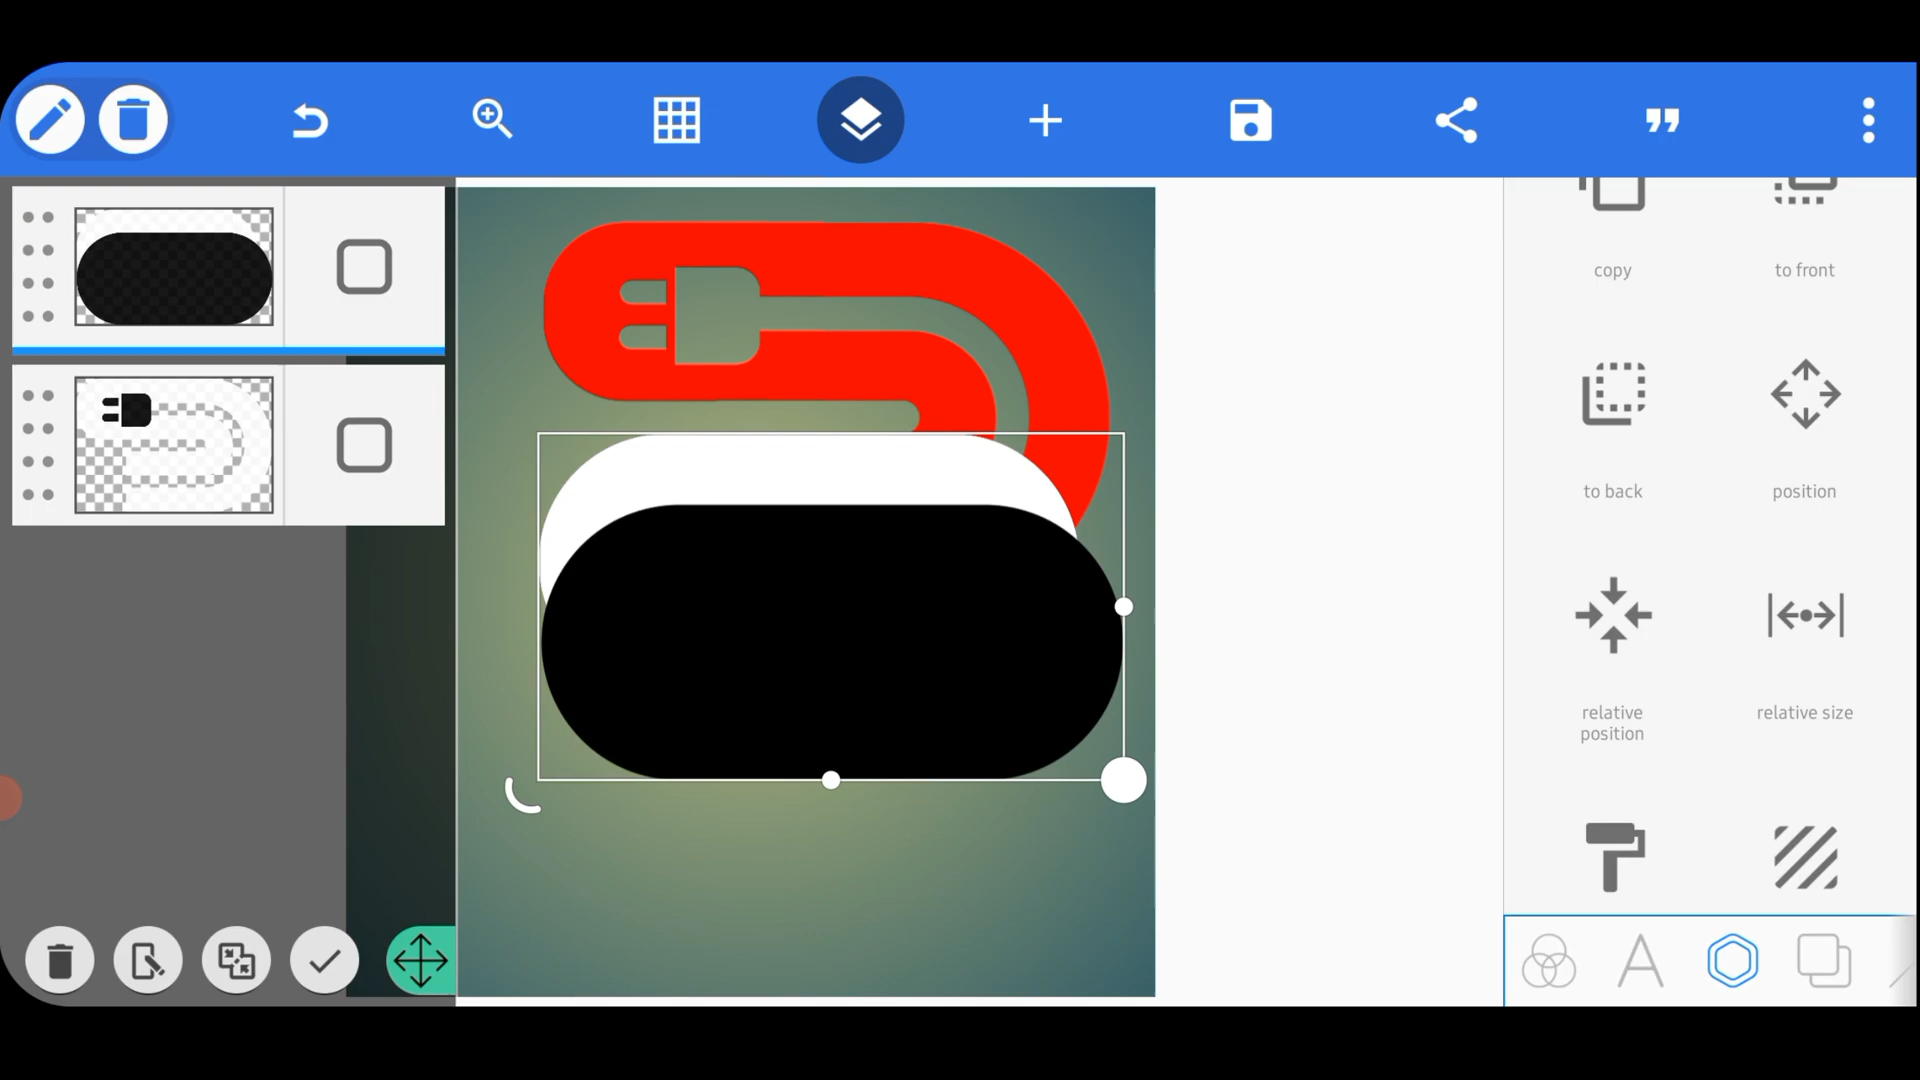 copy
to front
to back
position
relative
position
relative size